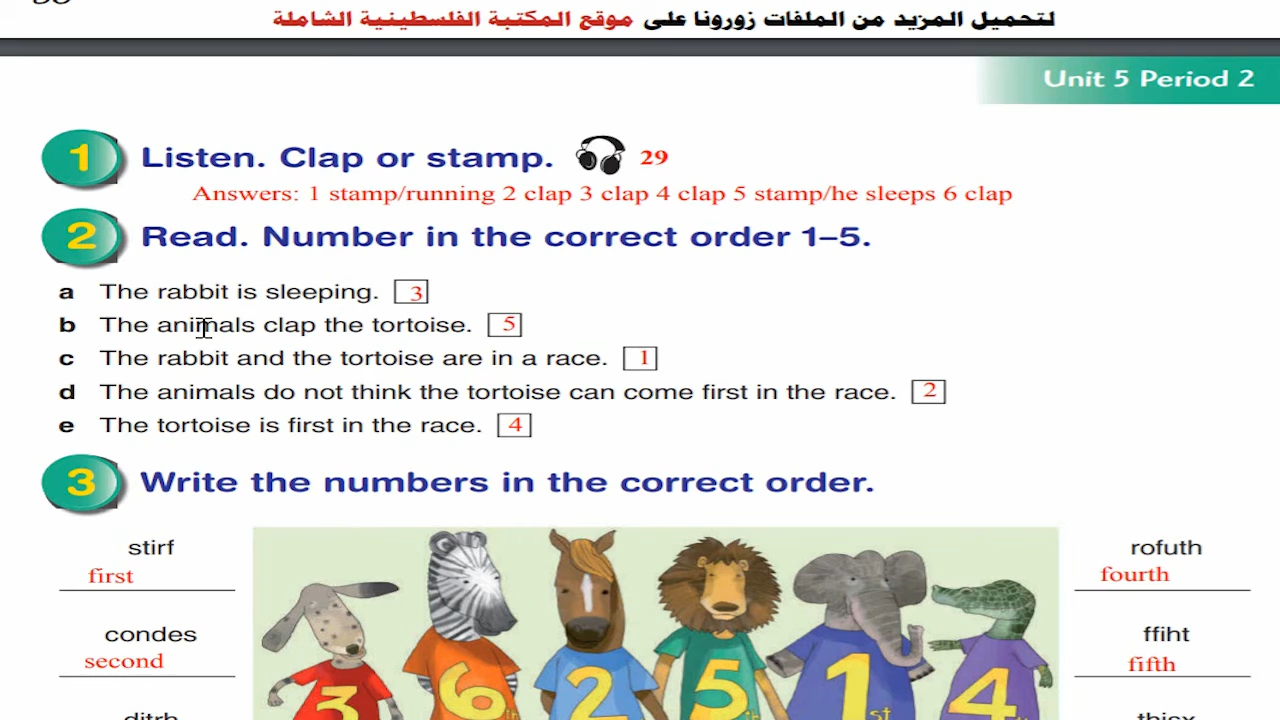 لتحميل المزيد من الملفات زورونا على موقع المكتبة الفلسطينية الشاملة
Unit 5 Period 2
1 Listen. Clap or stamp. 29
Answers: 1 stamp/running 2 clap 3 clap 4 clap 5 stamp/he sleeps 6 clap
2 Read. Number in the correct order 1–5.
a The rabbit is sleeping. 3
b The animals clap the tortoise. 5
c The rabbit and the tortoise are in a race. 1
d The animals do not think the tortoise can come first in the race. 2
e The tortoise is first in the race. 4
3 Write the numbers in the correct order.
stirf
first
condes
second
ditrh
3 6 2 5 1st 4
rofuth
fourth
ffiht
fifth
thisx